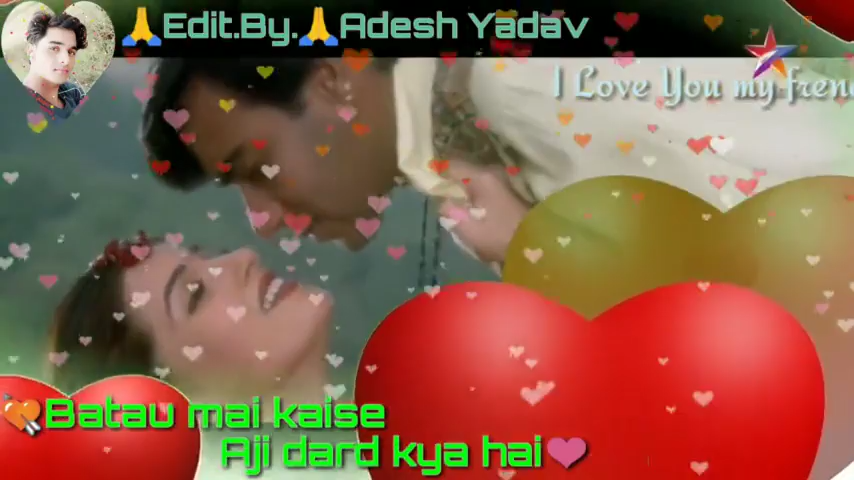 🙏Edit.By.🙏Adesh Yadav
I Love You my frend
💘Batau mai kaise
Aji dard kya hai💜